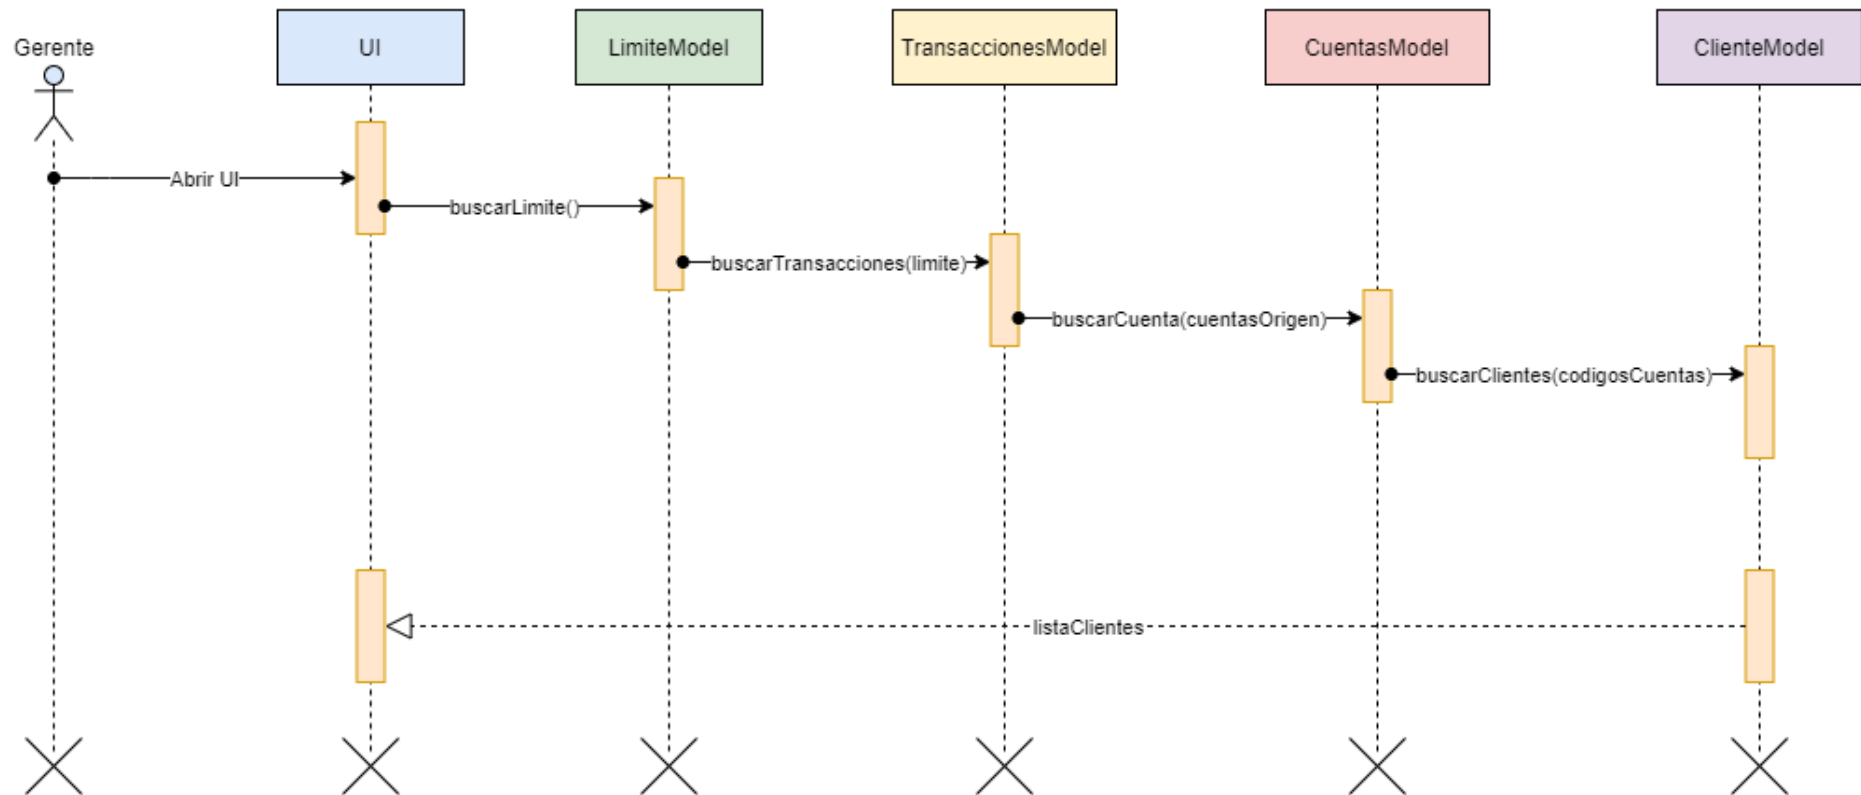 Gerente
UI
LimiteModel
TransaccionesModel
CuentasModel
ClienteModel
Abrir UI
buscarLimite()
buscarTransacciones(limite)
buscarCuenta(cuentasOrigen)
buscarClientes(codigosCuentas)
listaClientes